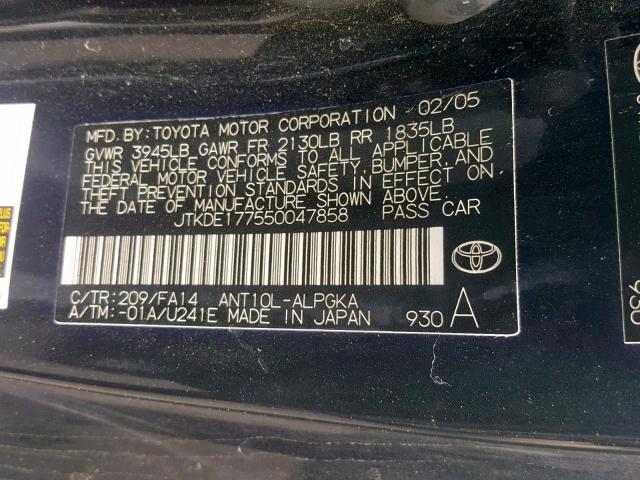 MFD. BY: TOYOTA MOTOR CORPORATION 02/05
GVWR 3945LB GAWR FR 2130LB RR 1835LB
THIS VEHICLE CONFORMS TO ALL APPLICABLE
FEDERAL MOTOR VEHICLE SAFETY, BUMPER, AND
THEFT PREVENTION STANDARDS IN EFFECT ON
THE DATE OF MANUFACTURE SHOWN ABOVE.
JTKDE177550047858 PASS CAR
C/TR: 209/FA14 ANT10L-ALPGKA
A/TM: -01A/U241E MADE IN JAPAN 930 A